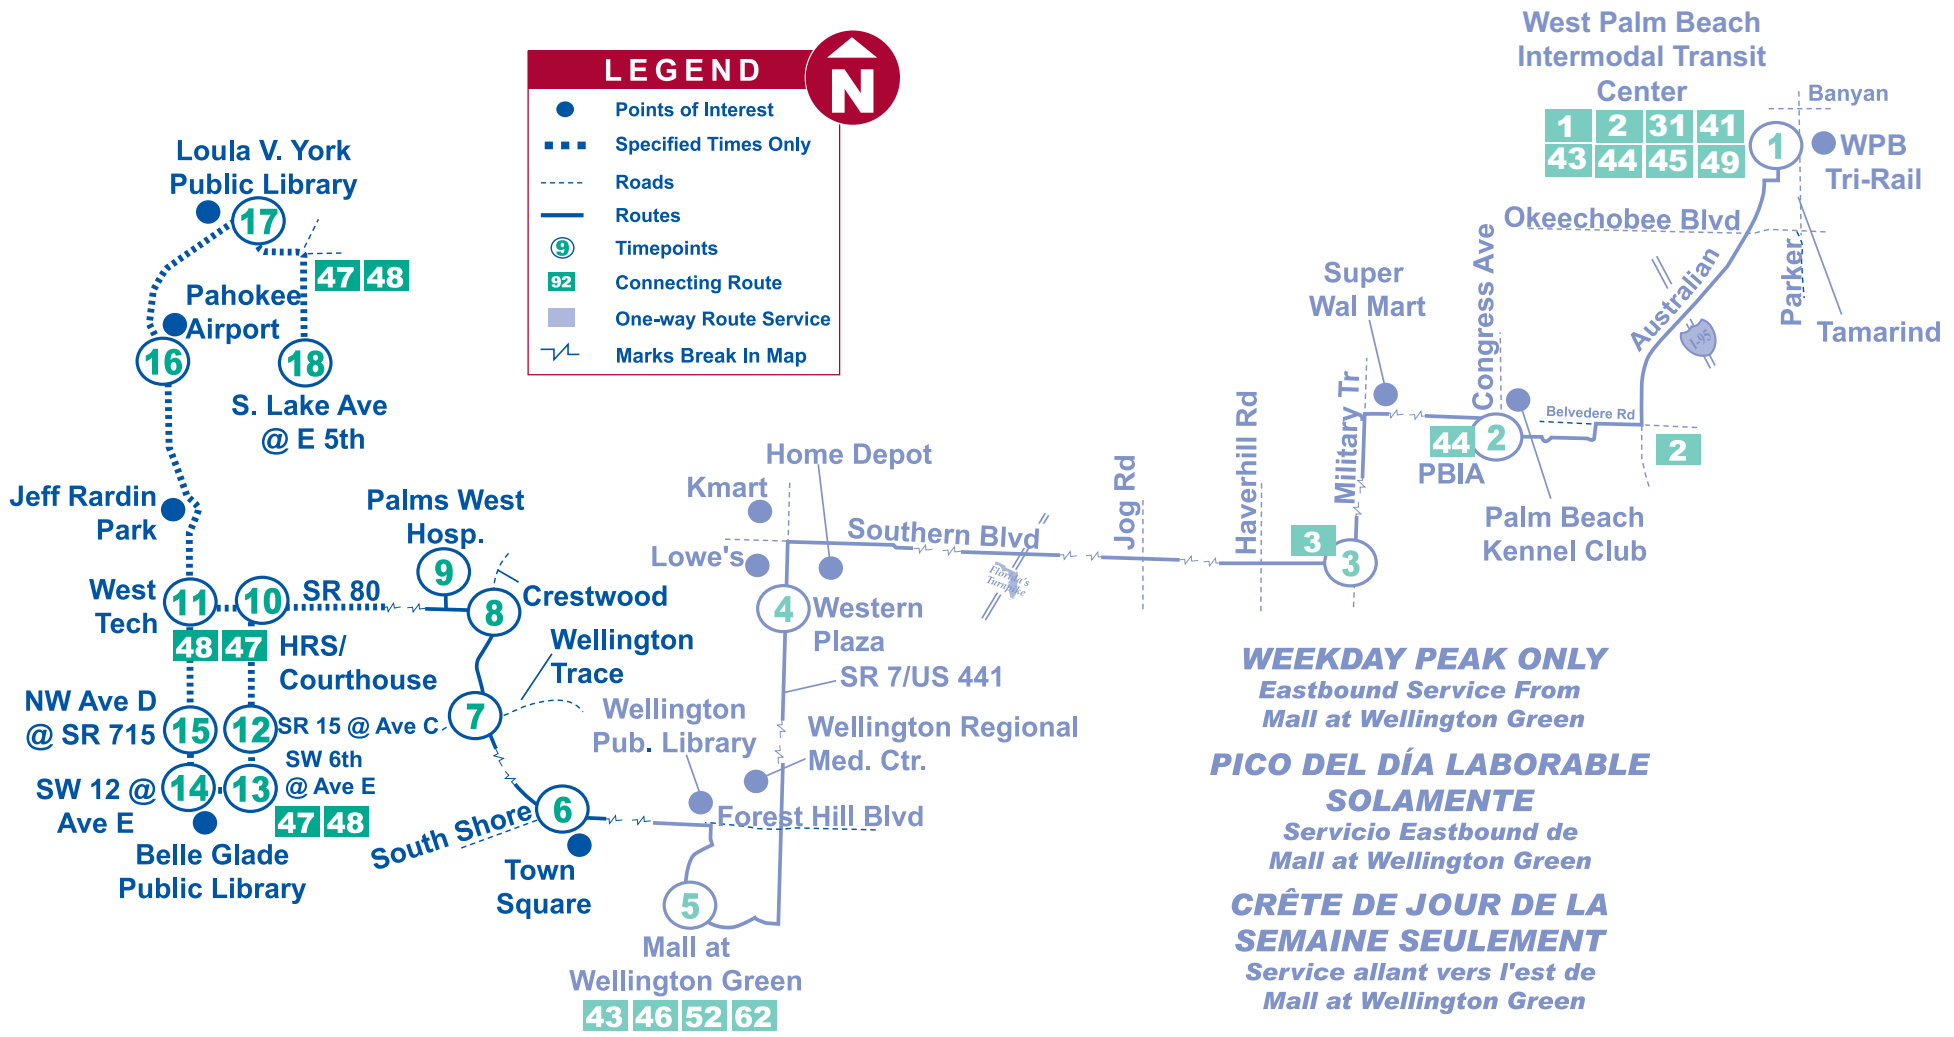 West Palm Beach
Intermodal Transit
Center
1 2 31 41
43 44 45 49
1
Banyan
WPB
Tri-Rail
Okeechobee Blvd
Tamarind
Parker
Australian
I-95
Congress Ave
Super
Wal Mart
Belvedere Rd
2
44
2
PBIA
Palm Beach
Kennel Club
Military Tr
3
3
Haverhill Rd
Jog Rd
LEGEND
N
Points of Interest
Specified Times Only
Roads
Routes
9
Timepoints
92
Connecting Route
One-way Route Service
Marks Break In Map
Loula V. York
Public Library
17
47 48
Pahokee
Airport
16
18
S. Lake Ave
@ E 5th
Jeff Rardin
Park
West
Tech
11
10
SR 80
48 47
HRS/
Courthouse
NW Ave D
@ SR 715
15
12
SR 15 @ Ave C
SW 6th
@ Ave E
SW 12 @
Ave E
14
13
47 48
Belle Glade
Public Library
Palms West
Hosp.
9
8
Crestwood
Wellington
Trace
7
South Shore
6
Town
Square
Home Depot
Kmart
Lowe's
Southern Blvd
Florida's
Turnpike
4
Western
Plaza
SR 7/US 441
Wellington
Pub. Library
Wellington Regional
Med. Ctr.
Forest Hill Blvd
5
Mall at
Wellington Green
43 46 52 62
WEEKDAY PEAK ONLY
Eastbound Service From
Mall at Wellington Green
PICO DEL DÍA LABORABLE
SOLAMENTE
Servicio Eastbound de
Mall at Wellington Green
CRÊTE DE JOUR DE LA
SEMAINE SEULEMENT
Service allant vers l'est de
Mall at Wellington Green